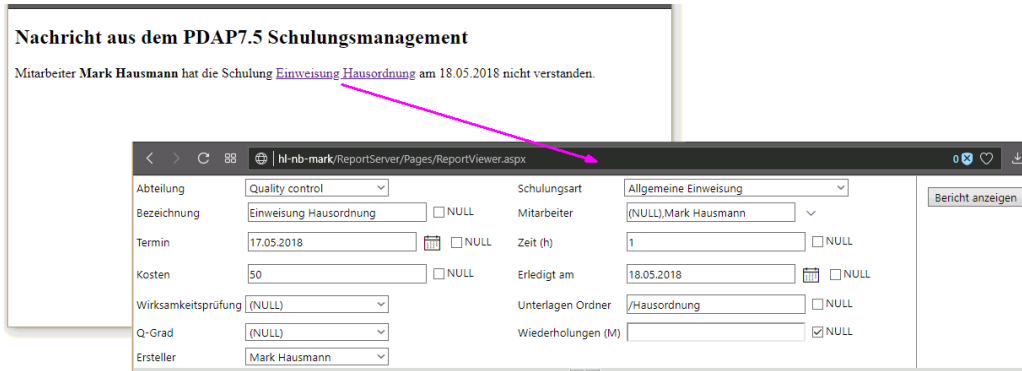 Nachricht aus dem PDAP7.5 Schulungsmanagement
Mitarbeiter Mark Hausmann hat die Schulung Einweisung Hausordnung am 18.05.2018 nicht verstanden.
hl-nb-mark/ReportServer/Pages/ReportViewer.aspx 0
Abteilung Quality control Schulungsart Allgemeine Einweisung
Bericht anzeigen
Bezeichnung Einweisung Hausordnung NULL Mitarbeiter (NULL),Mark Hausmann
Termin 17.05.2018 NULL Zeit (h) 1 NULL
Kosten 50 NULL Erledigt am 18.05.2018 NULL
Wirksamkeitsprüfung (NULL) Unterlagen Ordner /Hausordnung NULL
Q-Grad (NULL) Wiederholungen (M) NULL
Ersteller Mark Hausmann